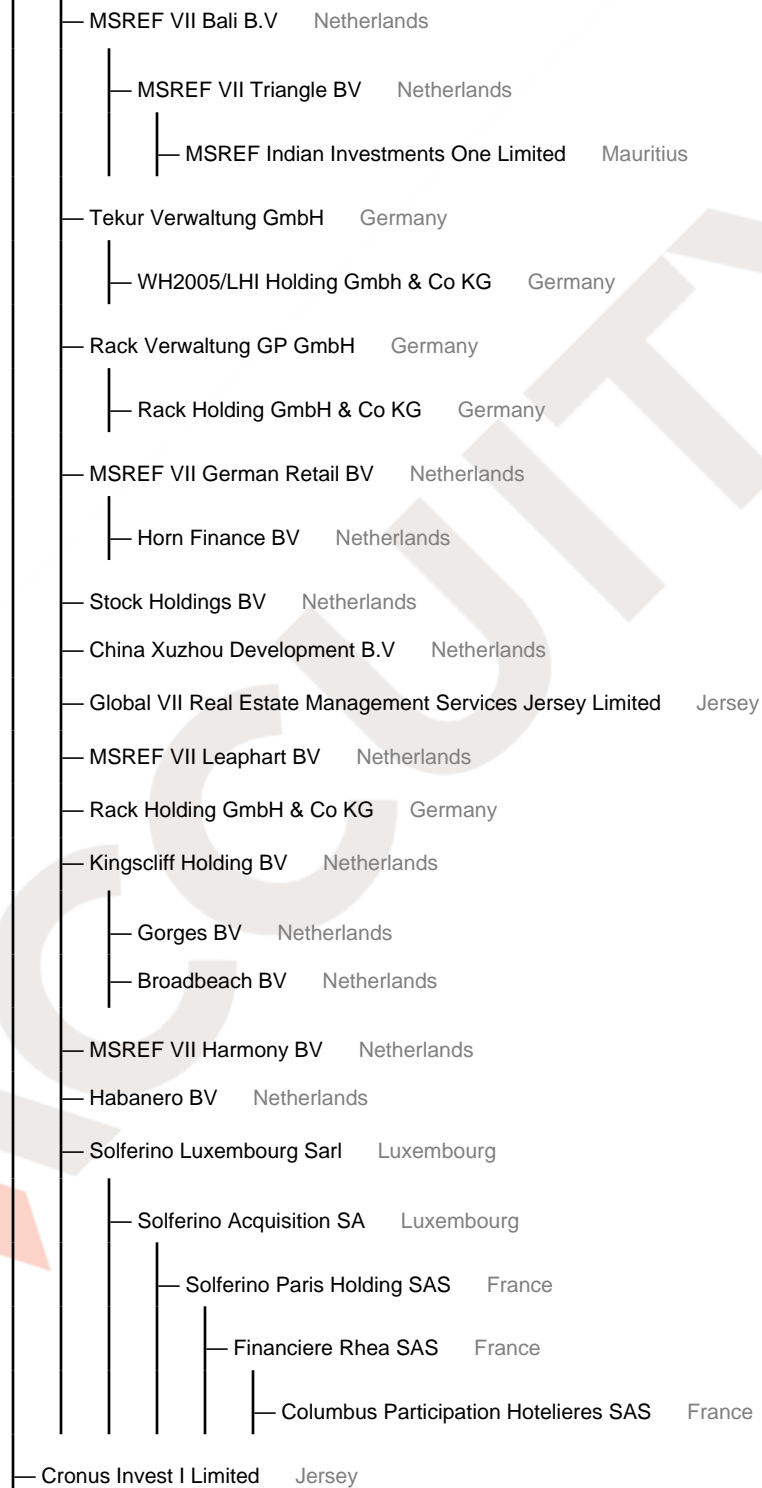 MSREF VII Bali B.V Netherlands
MSREF VII Triangle BV Netherlands
MSREF Indian Investments One Limited Mauritius
Tekur Verwaltung GmbH Germany
WH2005/LHI Holding Gmbh & Co KG Germany
Rack Verwaltung GP GmbH Germany
Rack Holding GmbH & Co KG Germany
MSREF VII German Retail BV Netherlands
Horn Finance BV Netherlands
Stock Holdings BV Netherlands
China Xuzhou Development B.V Netherlands
Global VII Real Estate Management Services Jersey Limited Jersey
MSREF VII Leaphart BV Netherlands
Rack Holding GmbH & Co KG Germany
Kingscliff Holding BV Netherlands
Gorges BV Netherlands
Broadbeach BV Netherlands
MSREF VII Harmony BV Netherlands
Habanero BV Netherlands
Solferino Luxembourg Sarl Luxembourg
Solferino Acquisition SA Luxembourg
Solferino Paris Holding SAS France
Financiere Rhea SAS France
Columbus Participation Hotelieres SAS France
Cronus Invest I Limited Jersey
ACCUITY